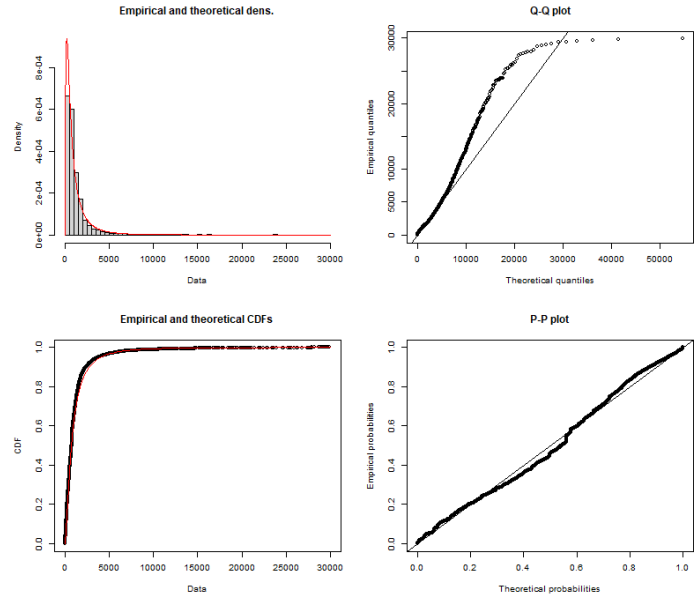 Empirical and theoretical dens.
Density
0e+00 2e-04 4e-04 6e-04 8e-04
0 5000 10000 15000 20000 25000 30000
Data
Q-Q plot
Empirical quantiles
0 10000 20000 30000
0 10000 20000 30000 40000 50000
Theoretical quantiles
Empirical and theoretical CDFs
CDF
0.0 0.2 0.4 0.6 0.8 1.0
0 5000 10000 15000 20000 25000 30000
Data
P-P plot
Empirical probabilities
0.0 0.2 0.4 0.6 0.8 1.0
0.0 0.2 0.4 0.6 0.8 1.0
Theoretical probabilities